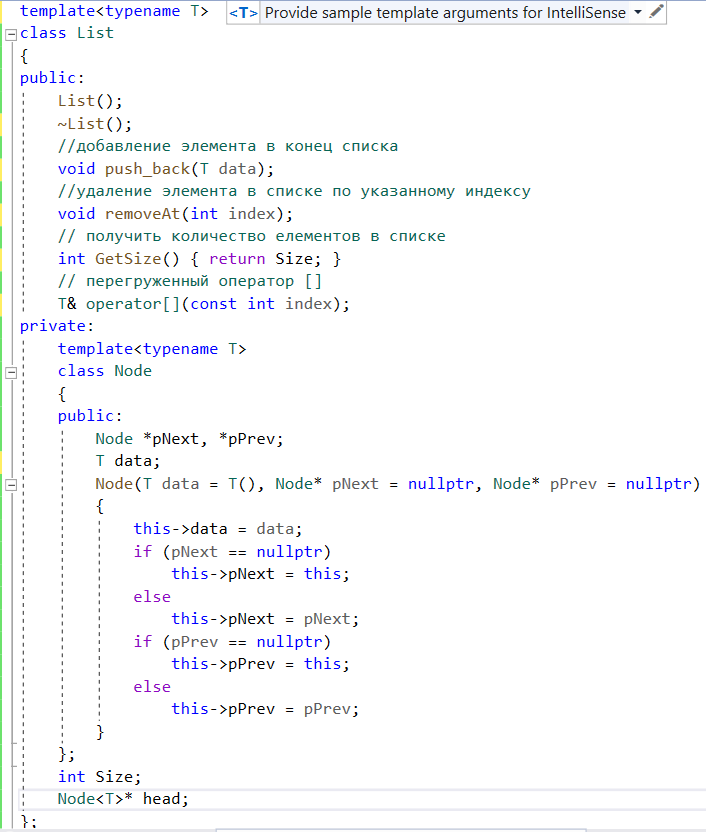 template<typename T> <T> Provide sample template arguments for IntelliSense
class List
{
public:
    List();
    ~List();
    //добавление элемента в конец списка
    void push_back(T data);
    //удаление элемента в списке по указанному индексу
    void removeAt(int index);
    // получить количество елементов в списке
    int GetSize() { return Size; }
    // перегруженный оператор []
    T& operator[](const int index);
private:
    template<typename T>
    class Node
    {
    public:
        Node *pNext, *pPrev;
        T data;
        Node(T data = T(), Node* pNext = nullptr, Node* pPrev = nullptr)
        {
            this->data = data;
            if (pNext == nullptr)
                this->pNext = this;
            else
                this->pNext = pNext;
            if (pPrev == nullptr)
                this->pPrev = this;
            else
                this->pPrev = pPrev;
        }
    };
    int Size;
    Node<T>* head;
};